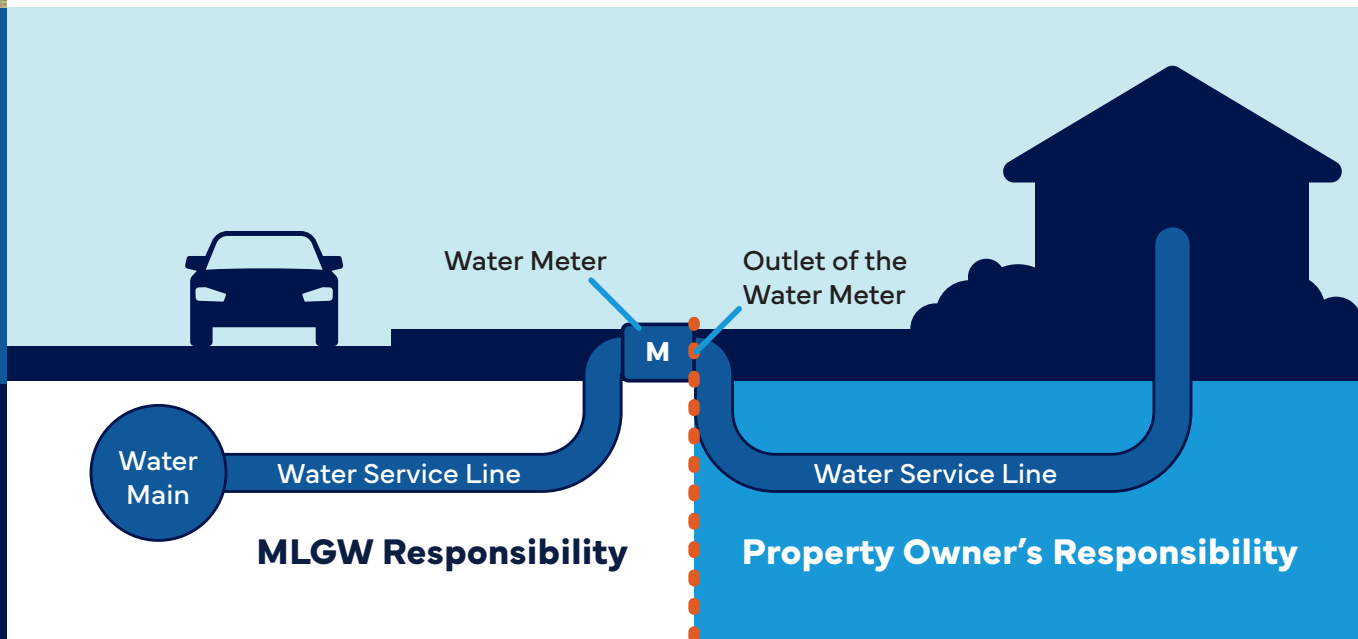 Water Meter
Outlet of the
Water Meter
M
Water
Main
Water Service Line
Water Service Line
MLGW Responsibility
Property Owner’s Responsibility